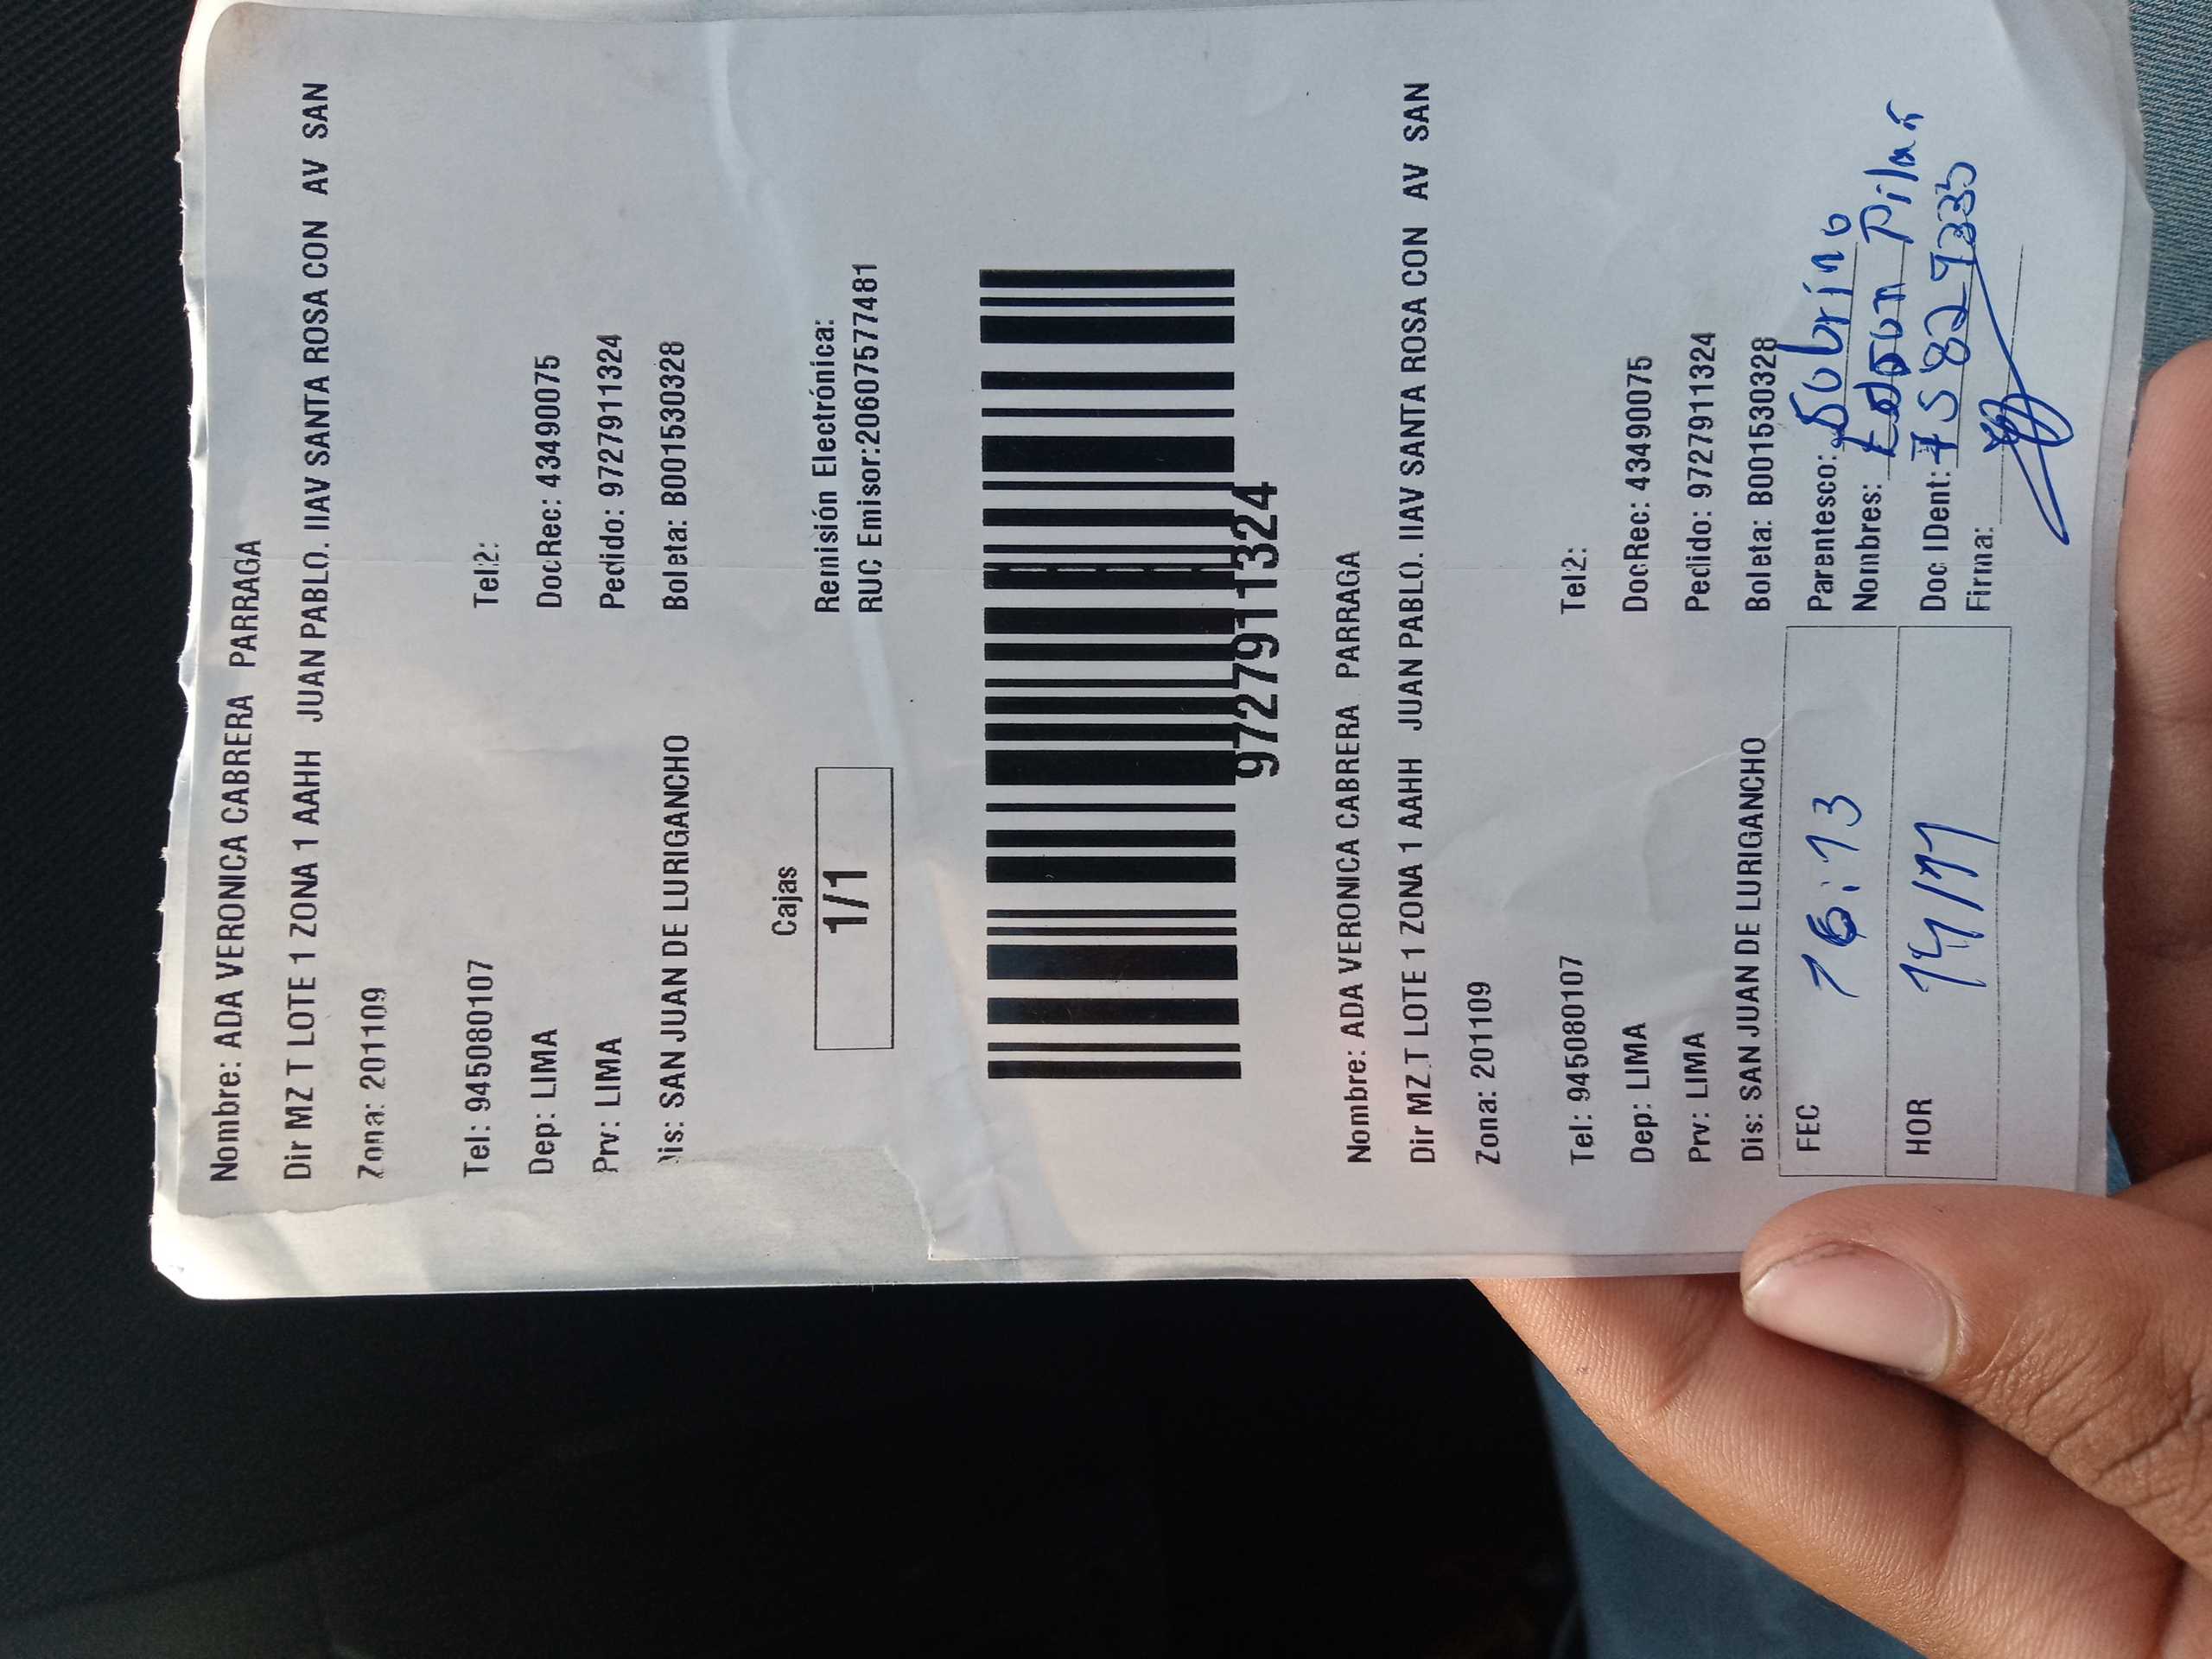 Nombre: ADA VERONICA CABRERA PARRAGA
Dir MZ T LOTE 1 ZONA 1 AAHH JUAN PABLO. IIAV SANTA ROSA CON AV SAN
Zona: 201109
Tel: 945080107 Tel2:
Dep: LIMA DocRec: 43490075
Prv: LIMA Pedido: 9727911324
Dis: SAN JUAN DE LURIGANCHO Boleta: B001530328
Cajas Remisión Electrónica:
1/1 RUC Emisor:20607577481
9727911324
Nombre: ADA VERONICA CABRERA PARRAGA
Dir MZ.T LOTE 1 ZONA 1 AAHH JUAN PABLO. IIAV SANTA ROSA CON AV SAN
Zona: 201109
Tel: 945080107 Tel2:
Dep: LIMA DocRec: 43490075
Prv: LIMA Pedido: 9727911324
Dis: SAN JUAN DE LURIGANCHO Boleta: B001530328
FEC 16:13 Parentesco: Sobrino
Nombres: Pilar
HOR 14/11 Doc IDent:
Firma: